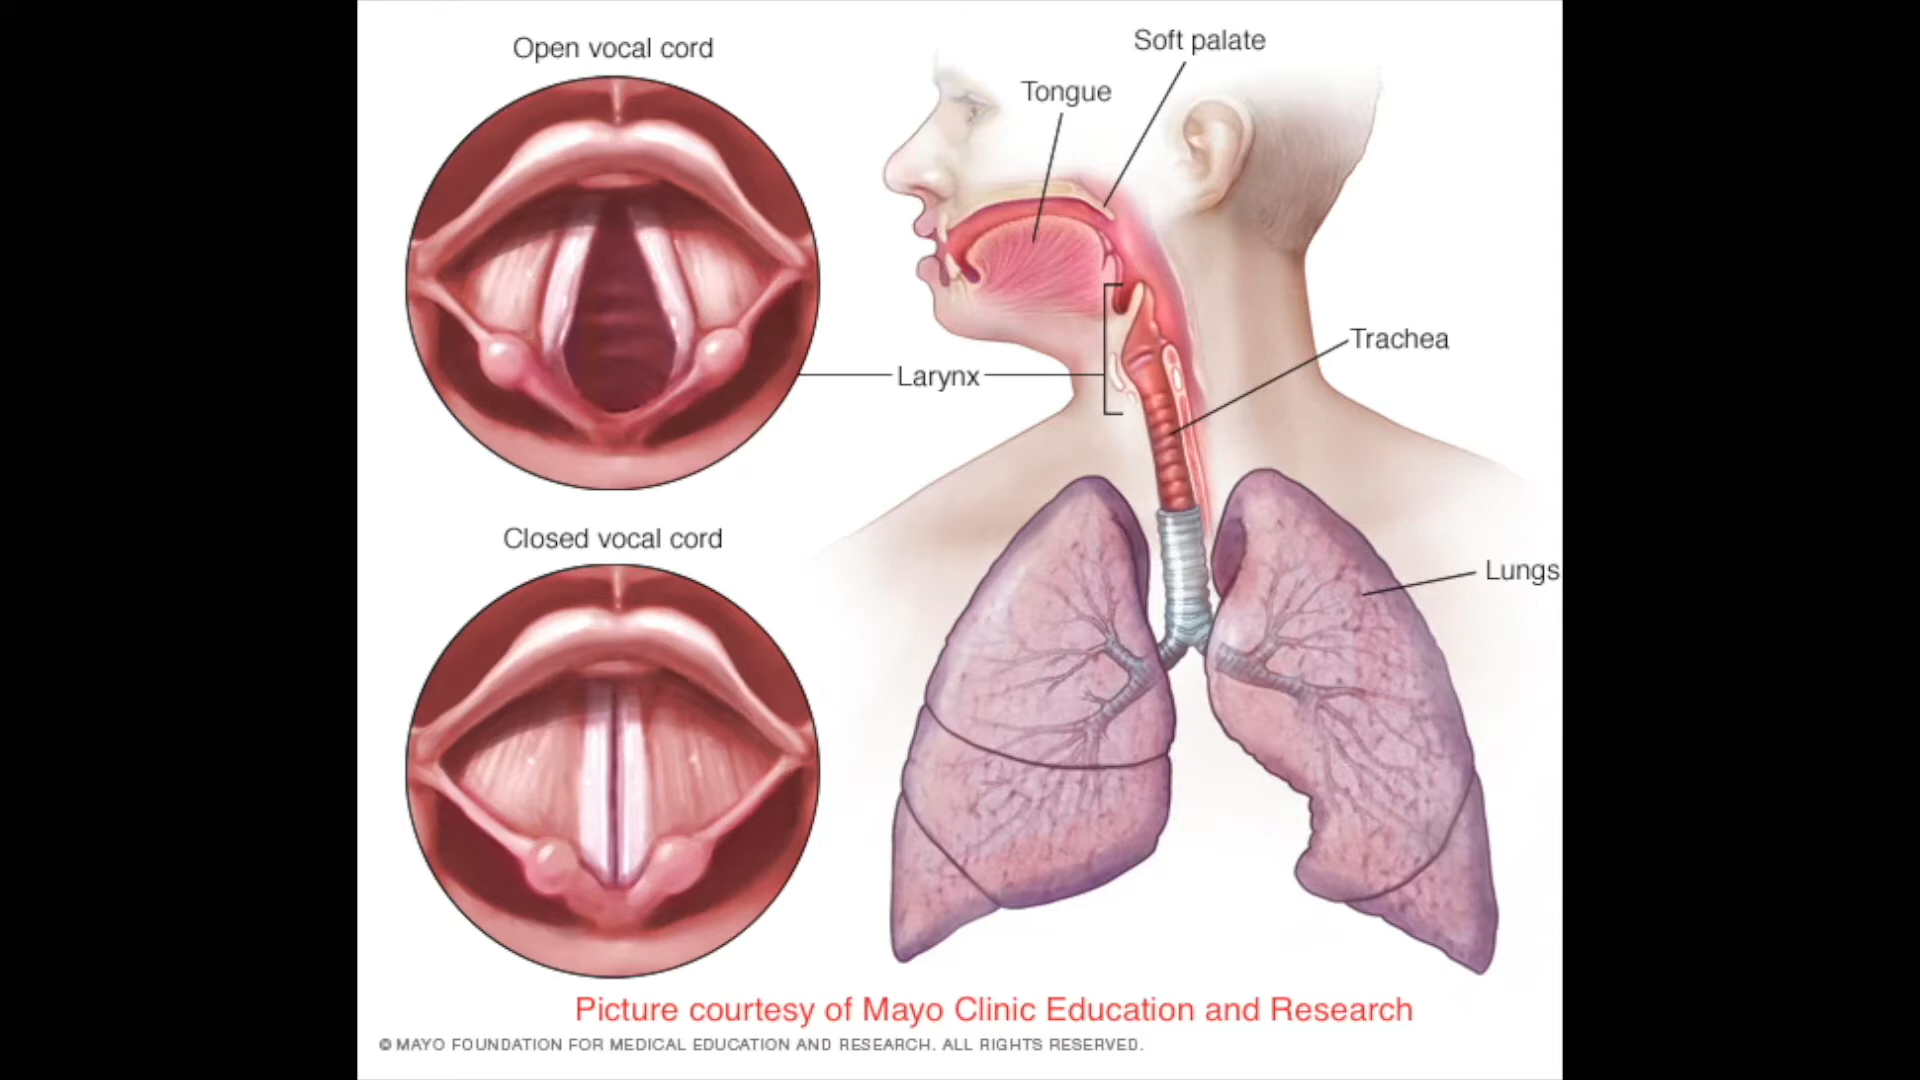 Open vocal cord
Soft palate
Tongue
Trachea
Larynx
Closed vocal cord
Lungs
Picture courtesy of Mayo Clinic Education and Research
© MAYO FOUNDATION FOR MEDICAL EDUCATION AND RESEARCH. ALL RIGHTS RESERVED.